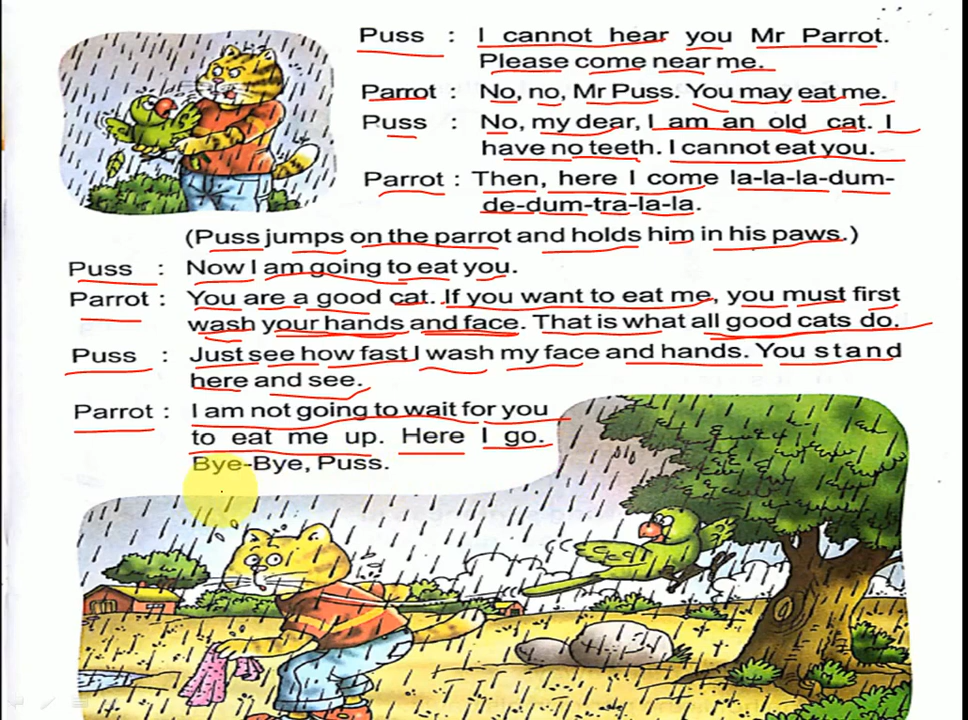 Puss : I cannot hear you Mr Parrot.
Please come near me.
Parrot : No, no, Mr Puss. You may eat me.
Puss : No, my dear, I am an old cat. I
have no teeth. I cannot eat you.
Parrot : Then, here I come la-la-la-dum-
de-dum-tra-la-la.
(Puss jumps on the parrot and holds him in his paws.)
Puss : Now I am going to eat you.
Parrot : You are a good cat. If you want to eat me, you must first
wash your hands and face. That is what all good cats do.
Puss : Just see how fast I wash my face and hands. You stand
here and see.
Parrot : I am not going to wait for you
to eat me up. Here I go.
Bye-Bye, Puss.